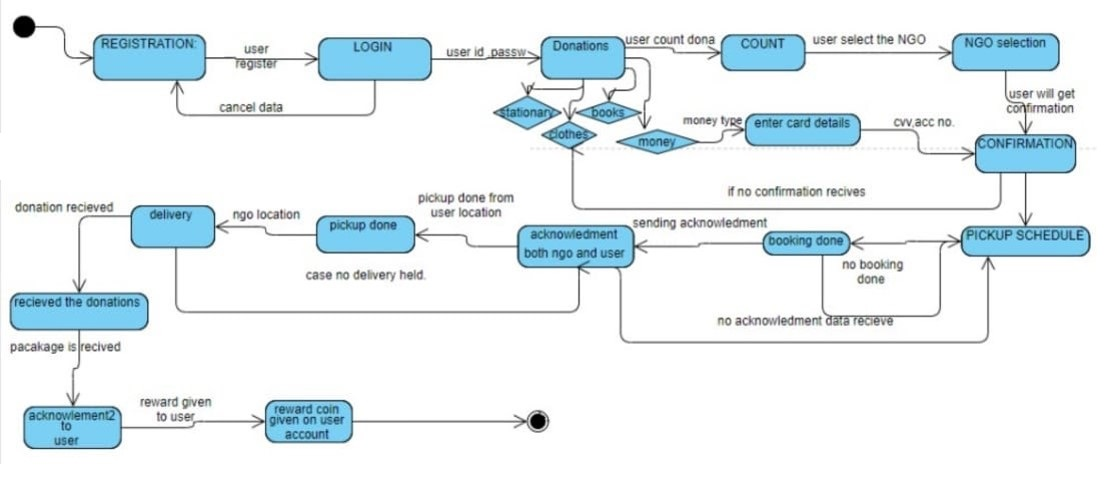 REGISTRATION:
user
register
LOGIN
cancel data
user id ,passw
Donations
user count dona
COUNT
user select the NGO
NGO selection
user will get
confirmation
stationary
clothes
books
money
money type
enter card details
cvv,acc no.
CONFIRMATION
if no confirmation recives
PICKUP SCHEDULE
booking done
no booking
done
sending acknowledment
acknowledment
both ngo and user
no acknowledment data recieve
pickup done from
user location
pickup done
ngo location
delivery
case no delivery held.
donation recieved
recieved the donations
pacakage is recived
acknowlement2
to
user
reward given
to user
reward coin
given on user
account